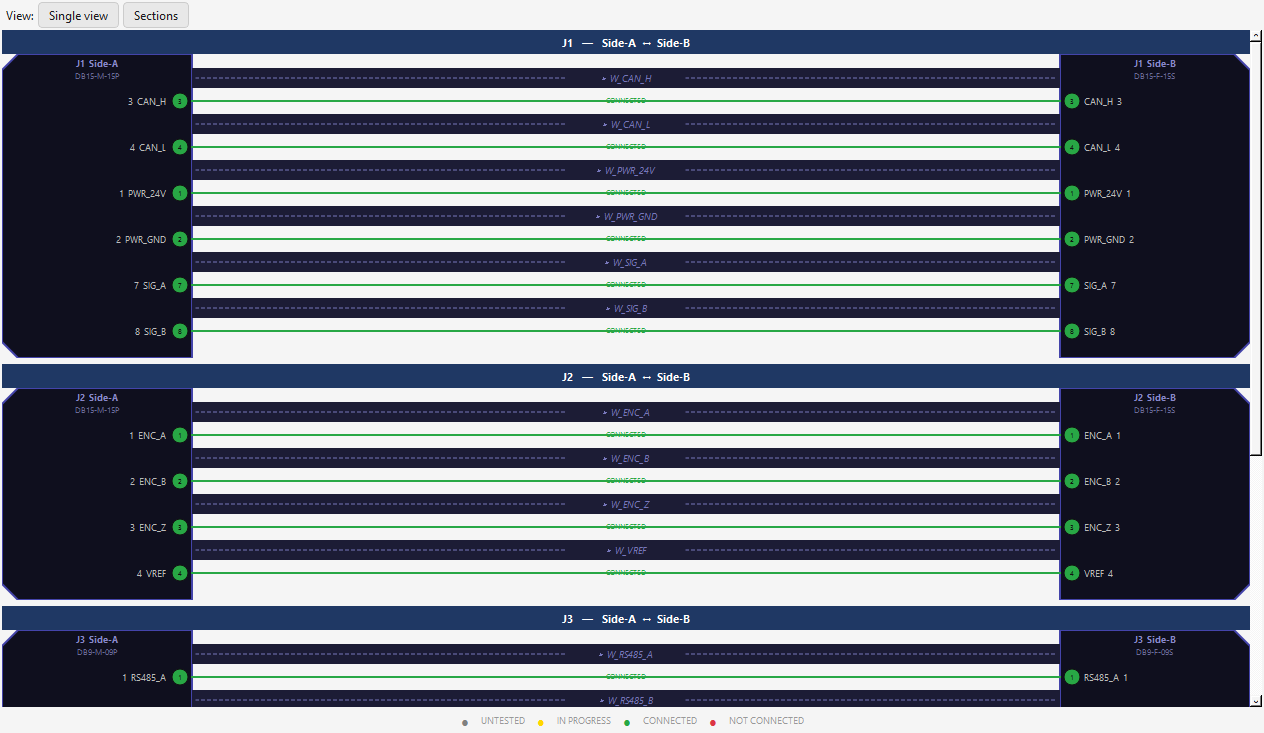 View: Single view Sections
J1 — Side-A ↔ Side-B
J1 Side-A
DB15-M-15P
J1 Side-B
DB15-F-15S
▸ W_CAN_H
3 CAN_H 3 CONNECTED 3 CAN_H 3
▸ W_CAN_L
4 CAN_L 4 CONNECTED 4 CAN_L 4
▸ W_PWR_24V
1 PWR_24V 1 CONNECTED 1 PWR_24V 1
▸ W_PWR_GND
2 PWR_GND 2 CONNECTED 2 PWR_GND 2
▸ W_SIG_A
7 SIG_A 7 CONNECTED 7 SIG_A 7
▸ W_SIG_B
8 SIG_B 8 CONNECTED 8 SIG_B 8
J2 — Side-A ↔ Side-B
J2 Side-A
DB15-M-15P
J2 Side-B
DB15-F-15S
▸ W_ENC_A
1 ENC_A 1 CONNECTED 1 ENC_A 1
▸ W_ENC_B
2 ENC_B 2 CONNECTED 2 ENC_B 2
▸ W_ENC_Z
3 ENC_Z 3 CONNECTED 3 ENC_Z 3
▸ W_VREF
4 VREF 4 CONNECTED 4 VREF 4
J3 — Side-A ↔ Side-B
J3 Side-A
DB9-M-09P
J3 Side-B
DB9-F-09S
▸ W_RS485_A
1 RS485_A 1 CONNECTED 1 RS485_A 1
▸ W_RS485_B
UNTESTED IN PROGRESS CONNECTED NOT CONNECTED